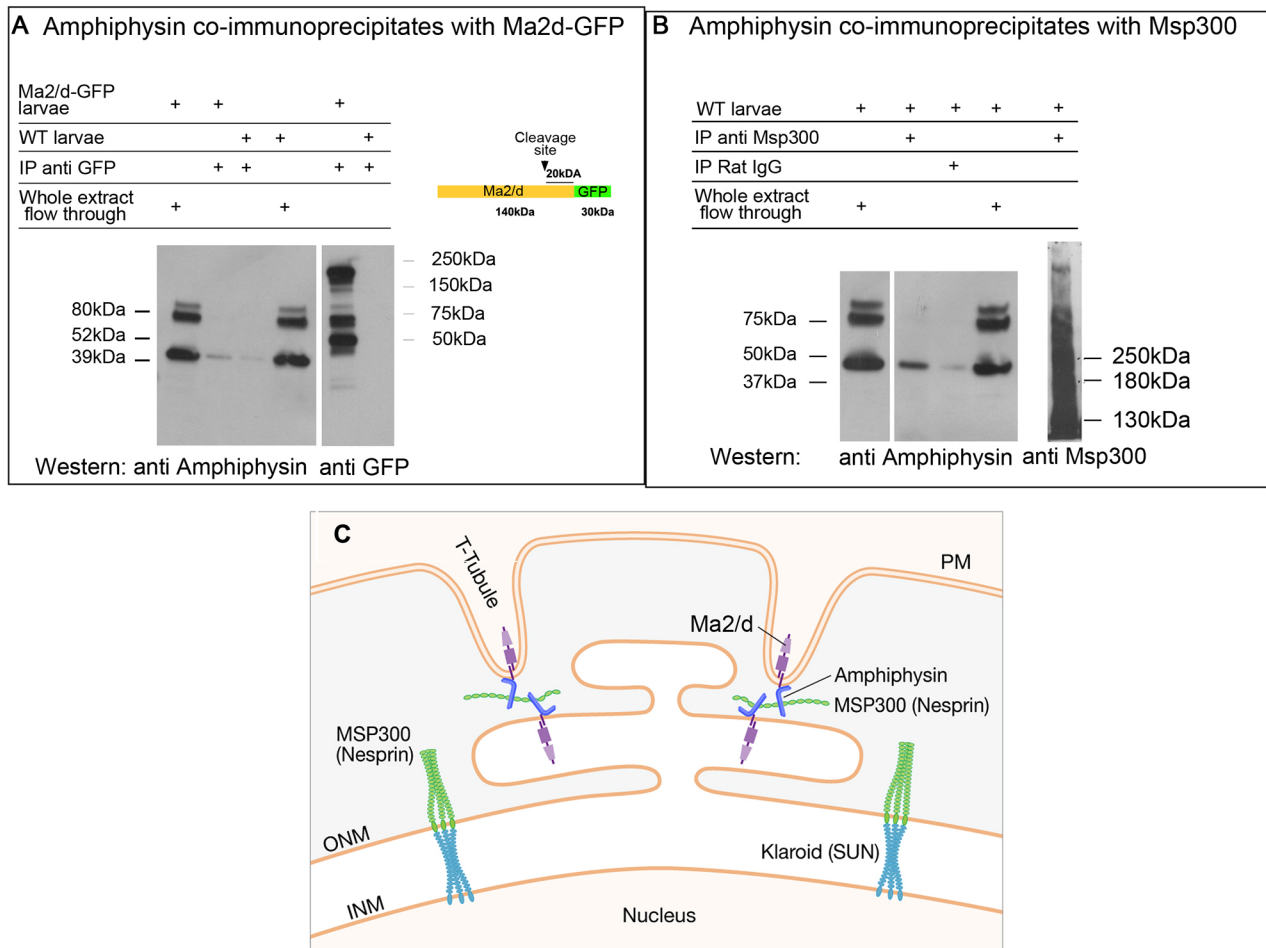 A Amphiphysin co-immunoprecipitates with Ma2d-GFP
Ma2/d-GFP
larvae
+ + +
WT larvae + + +
IP anti GFP + + + +
Whole extract
flow through
+ +
Cleavage
site
20kDA
Ma2/d GFP
140kDa 30kDa
80kDa
52kDa
39kDa
250kDa
150kDa
75kDa
50kDa
Western: anti Amphiphysin anti GFP
B Amphiphysin co-immunoprecipitates with Msp300
WT larvae + + + + +
IP anti Msp300 + +
IP Rat IgG +
Whole extract
flow through
+ +
75kDa
50kDa
37kDa
250kDa
180kDa
130kDa
Western: anti Amphiphysin anti Msp300
C
T-Tubule
PM
Ma2/d
Amphiphysin
MSP300 (Nesprin)
MSP300
(Nesprin)
ONM
Klaroid (SUN)
INM
Nucleus